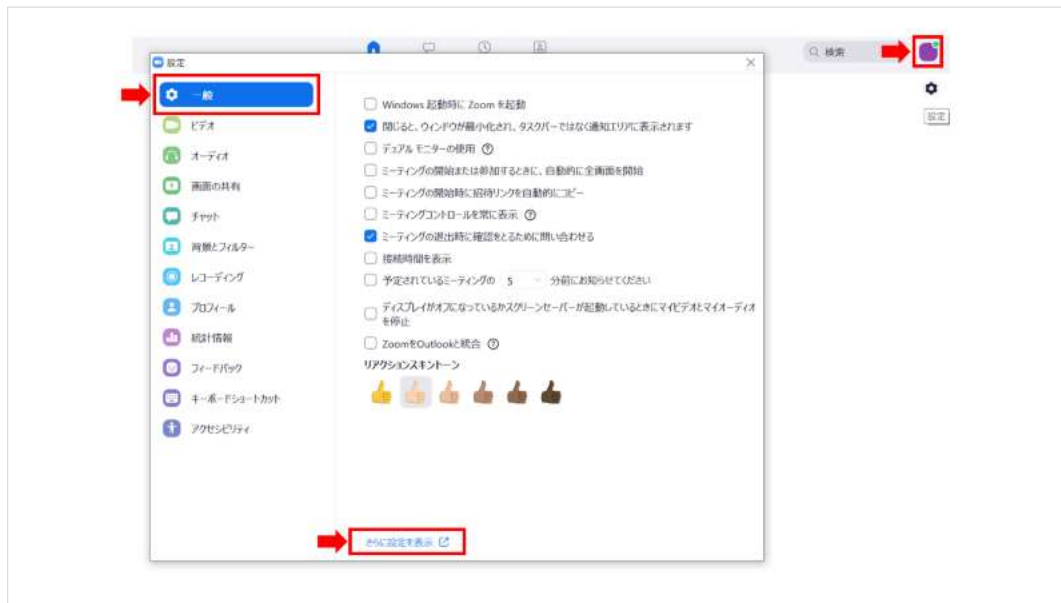 検索
設定
設定
一般
ビデオ
オーディオ
画面の共有
チャット
背景とフィルター
レコーディング
プロフィール
統計情報
フィードバック
キーボードショートカット
アクセシビリティ
Windows 起動時に Zoom を起動
閉じると、ウィンドウが最小化され、タスクバーではなく通知エリアに表示されます
デュアル モニターの使用 ?
ミーティングの開始または参加するときに、自動的に全画面を開始
ミーティングの開始時に招待リンクを自動的にコピー
ミーティングコントロールを常に表示 ?
ミーティングの退出時に確認をとるために問い合わせる
接続時間を表示
予定されているミーティングの 5 分前にお知らせてください
ディスプレイがオフになっているかスクリーンセーバーが起動しているときにマイビデオとマイオーディオ
を停止
ZoomをOutlookと統合 ?
リアクションスキントーン
さらに設定を表示